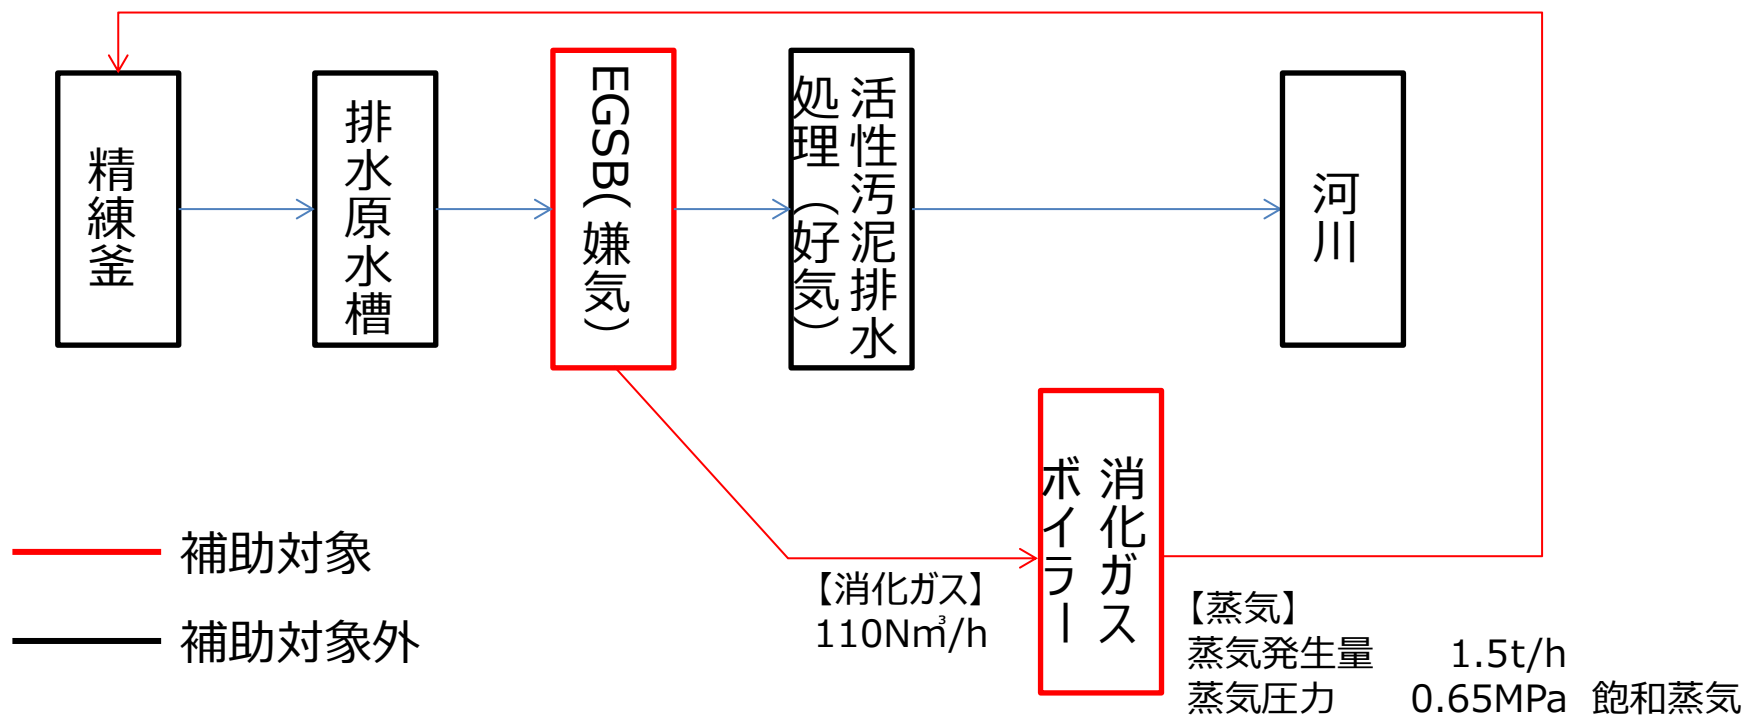 精練釜
排水原水槽
EGSB(嫌気)
活性汚泥排水
処理(好気)
河川
消化ガス
ボイラー
補助対象
補助対象外
【消化ガス】
110N㎥/h
【蒸気】
蒸気発生量 1.5t/h
蒸気圧力 0.65MPa 飽和蒸気